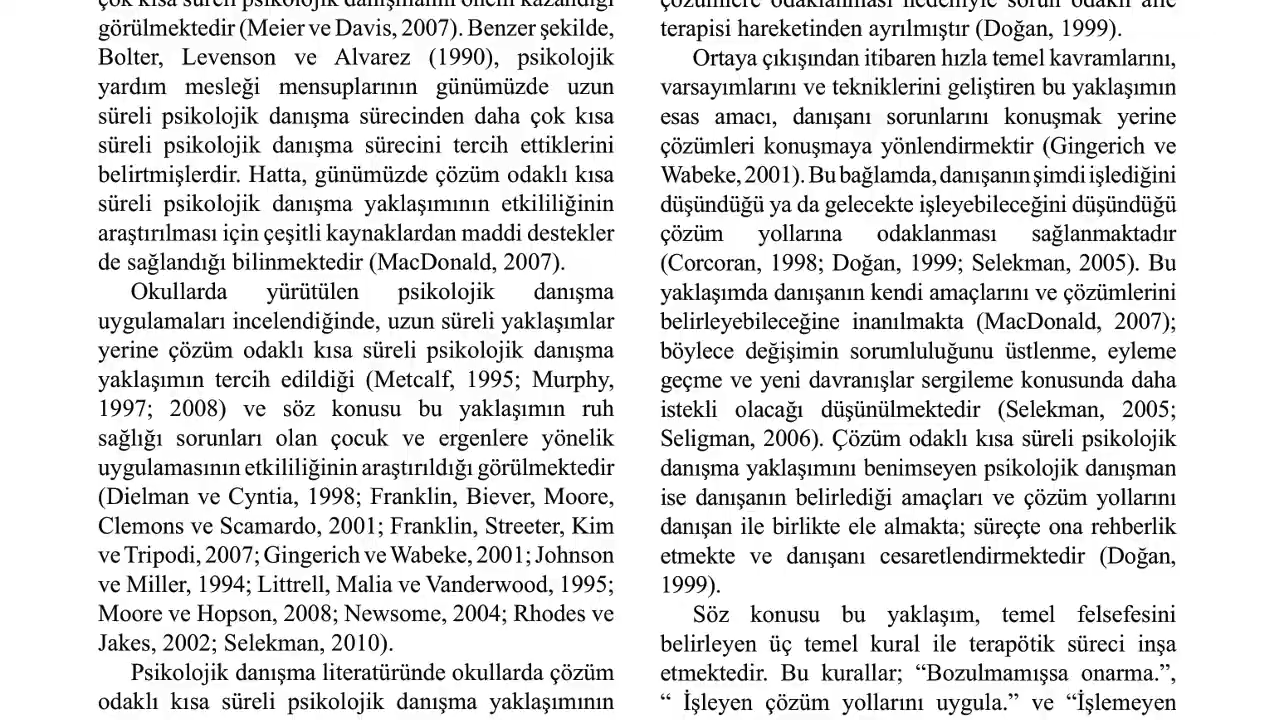 çok kısa süreli psikolojik danışmanın önem kazandığı
görülmektedir (Meier ve Davis, 2007). Benzer şekilde,
Bolter, Levenson ve Alvarez (1990), psikolojik
yardım mesleği mensuplarının günümüzde uzun
süreli psikolojik danışma sürecinden daha çok kısa
süreli psikolojik danışma sürecini tercih ettiklerini
belirtmişlerdir. Hatta, günümüzde çözüm odaklı kısa
süreli psikolojik danışma yaklaşımının etkililiğinin
araştırılması için çeşitli kaynaklardan maddi destekler
de sağlandığı bilinmektedir (MacDonald, 2007).
Okullarda yürütülen psikolojik danışma
uygulamaları incelendiğinde, uzun süreli yaklaşımlar
yerine çözüm odaklı kısa süreli psikolojik danışma
yaklaşımın tercih edildiği (Metcalf, 1995; Murphy,
1997; 2008) ve söz konusu bu yaklaşımın ruh
sağlığı sorunları olan çocuk ve ergenlere yönelik
uygulamasının etkililiğinin araştırıldığı görülmektedir
(Dielman ve Cyntia, 1998; Franklin, Biever, Moore,
Clemons ve Scamardo, 2001; Franklin, Streeter, Kim
ve Tripodi, 2007; Gingerich ve Wabeke, 2001; Johnson
ve Miller, 1994; Littrell, Malia ve Vanderwood, 1995;
Moore ve Hopson, 2008; Newsome, 2004; Rhodes ve
Jakes, 2002; Selekman, 2010).
Psikolojik danışma literatüründe okullarda çözüm
odaklı kısa süreli psikolojik danışma yaklaşımının
çözümlere odaklanması nedeniyle sorun odaklı aile
terapisi hareketinden ayrılmıştır (Doğan, 1999).
Ortaya çıkışından itibaren hızla temel kavramlarını,
varsayımlarını ve tekniklerini geliştiren bu yaklaşımın
esas amacı, danışanı sorunlarını konuşmak yerine
çözümleri konuşmaya yönlendirmektir (Gingerich ve
Wabeke, 2001). Bu bağlamda, danışanın şimdi işlediğini
düşündüğü ya da gelecekte işleyebileceğini düşündüğü
çözüm yollarına odaklanması sağlanmaktadır
(Corcoran, 1998; Doğan, 1999; Selekman, 2005). Bu
yaklaşımda danışanın kendi amaçlarını ve çözümlerini
belirleyebileceğine inanılmakta (MacDonald, 2007);
böylece değişimin sorumluluğunu üstlenme, eyleme
geçme ve yeni davranışlar sergileme konusunda daha
istekli olacağı düşünülmektedir (Selekman, 2005;
Seligman, 2006). Çözüm odaklı kısa süreli psikolojik
danışma yaklaşımını benimseyen psikolojik danışman
ise danışanın belirlediği amaçları ve çözüm yollarını
danışan ile birlikte ele almakta; süreçte ona rehberlik
etmekte ve danışanı cesaretlendirmektedir (Doğan,
1999).
Söz konusu bu yaklaşım, temel felsefesini
belirleyen üç temel kural ile terapötik süreci inşa
etmektedir. Bu kurallar; “Bozulmamışsa onarma.”,
“ İşleyen çözüm yollarını uygula.” ve “İşlemeyen